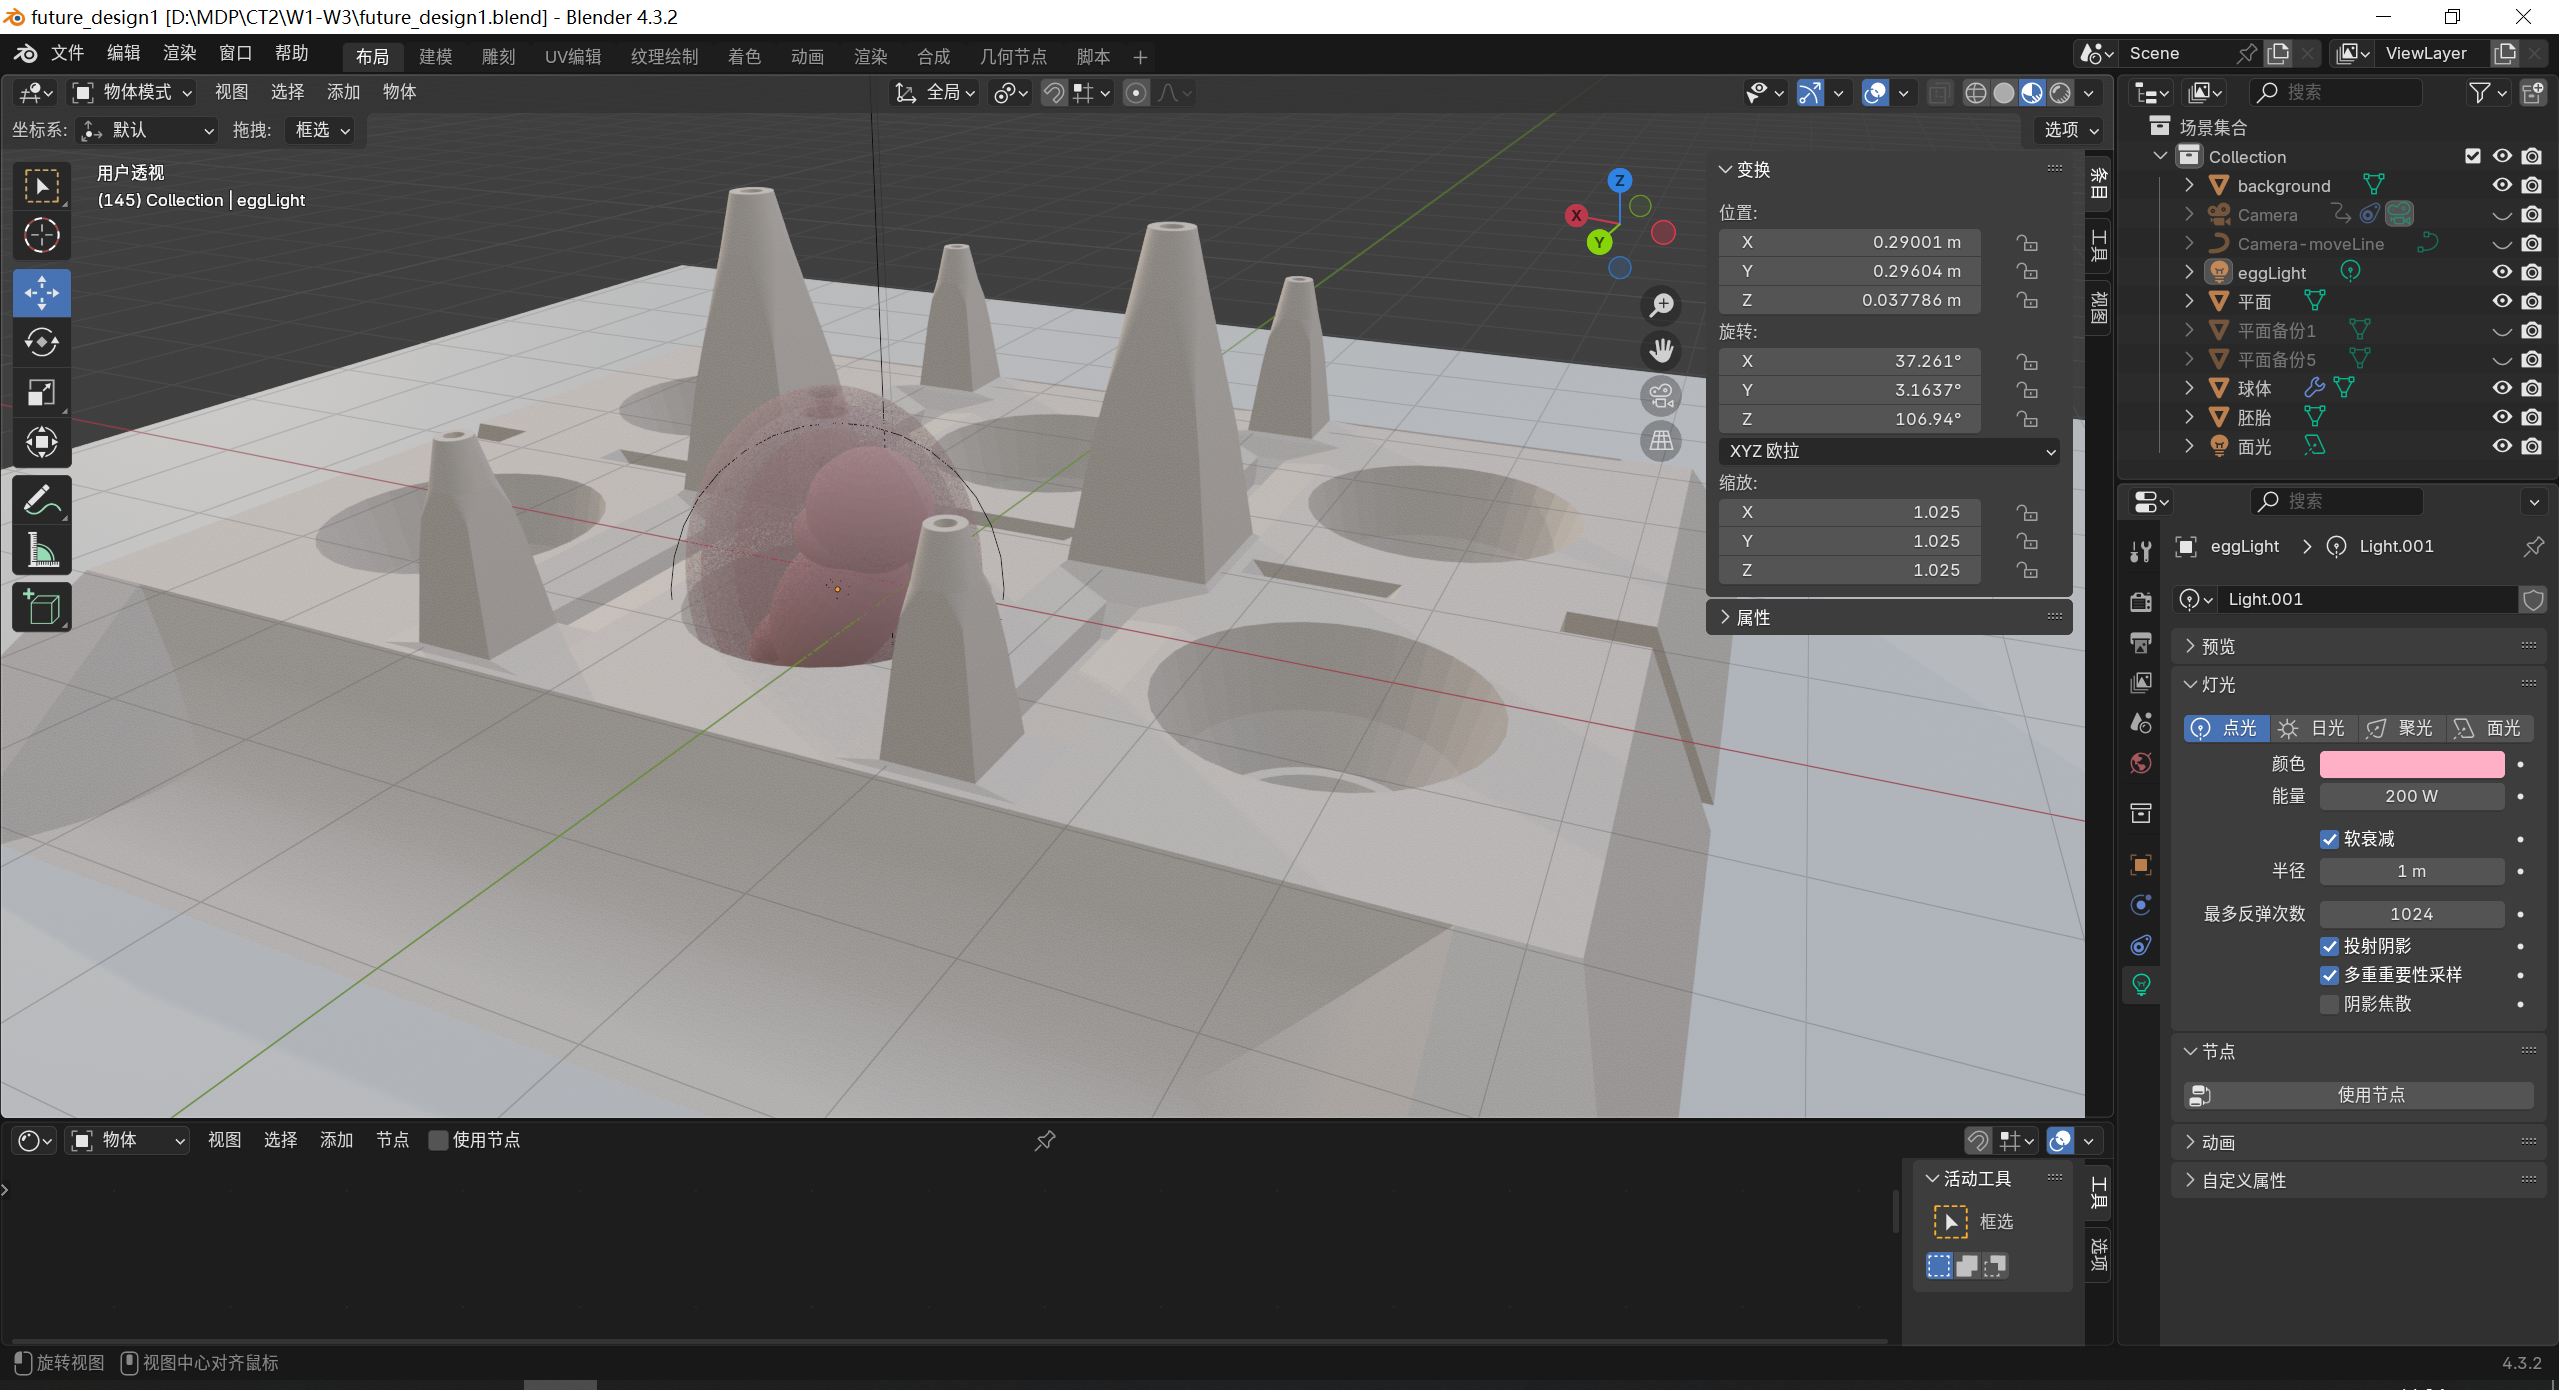 future_design1 [D:\MDP\CT2\W1-W3\future_design1.blend] - Blender 4.3.2
文件 编辑 渲染 窗口 帮助 布局 建模 雕刻 UV编辑 纹理绘制 着色 动画 渲染 合成 几何节点 脚本 +
Scene
ViewLayer
物体模式 视图 选择 添加 物体
全局
坐标系: 默认 拖拽: 框选
选项
用户透视
(145) Collection | eggLight
Z
X
Y
变换
位置:
X 0.29001 m
Y 0.29604 m
Z 0.037786 m
旋转:
X 37.261°
Y 3.1637°
Z 106.94°
XYZ 欧拉
缩放:
X 1.025
Y 1.025
Z 1.025
属性
条目
工具
视图
搜索
场景集合
Collection
background
Camera
Camera-moveLine
eggLight
平面
平面备份1
平面备份5
球体
胚胎
面光
搜索
eggLight Light.001
Light.001
预览
灯光
点光 日光 聚光 面光
颜色
能量 200 W
软衰减
半径 1 m
最多反弹次数 1024
投射阴影
多重重要性采样
阴影焦散
节点
使用节点
动画
自定义属性
物体 视图 选择 添加 节点 使用节点
活动工具
框选
工具
选项
旋转视图 视图中心对齐鼠标
4.3.2